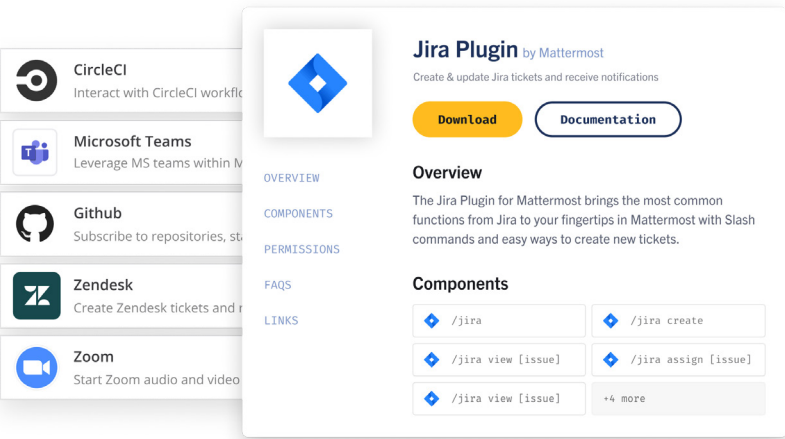 CircleCI
Interact with CircleCI
Microsoft Teams
Leverage MS teams within
Github
Subscribe to repositories,
Zendesk
Create Zendesk tickets and
Zoom
Start Zoom audio and video
Jira Plugin by Mattermost
Create & update Jira tickets and receive notifications
Download
Documentation
OVERVIEW
COMPONENTS
PERMISSIONS
FAQS
LINKS
Overview
The Jira Plugin for Mattermost brings the most common
functions from Jira to your fingertips in Mattermost with Slash
commands and easy ways to create new tickets.
Components
/jira
/jira create
/jira view [issue]
/jira assign [issue]
/jira view [issue]
+4 more